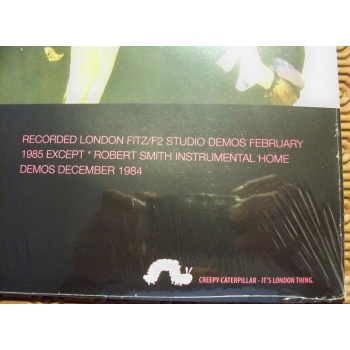 RECORDED LONDON FITZ/F2 STUDIO DEMOS FEBRUARY
1985 EXCEPT * ROBERT SMITH INSTRUMENTAL HOME
DEMOS DECEMBER 1984
CREEPY CATERPILLAR - IT'S LONDON THING.